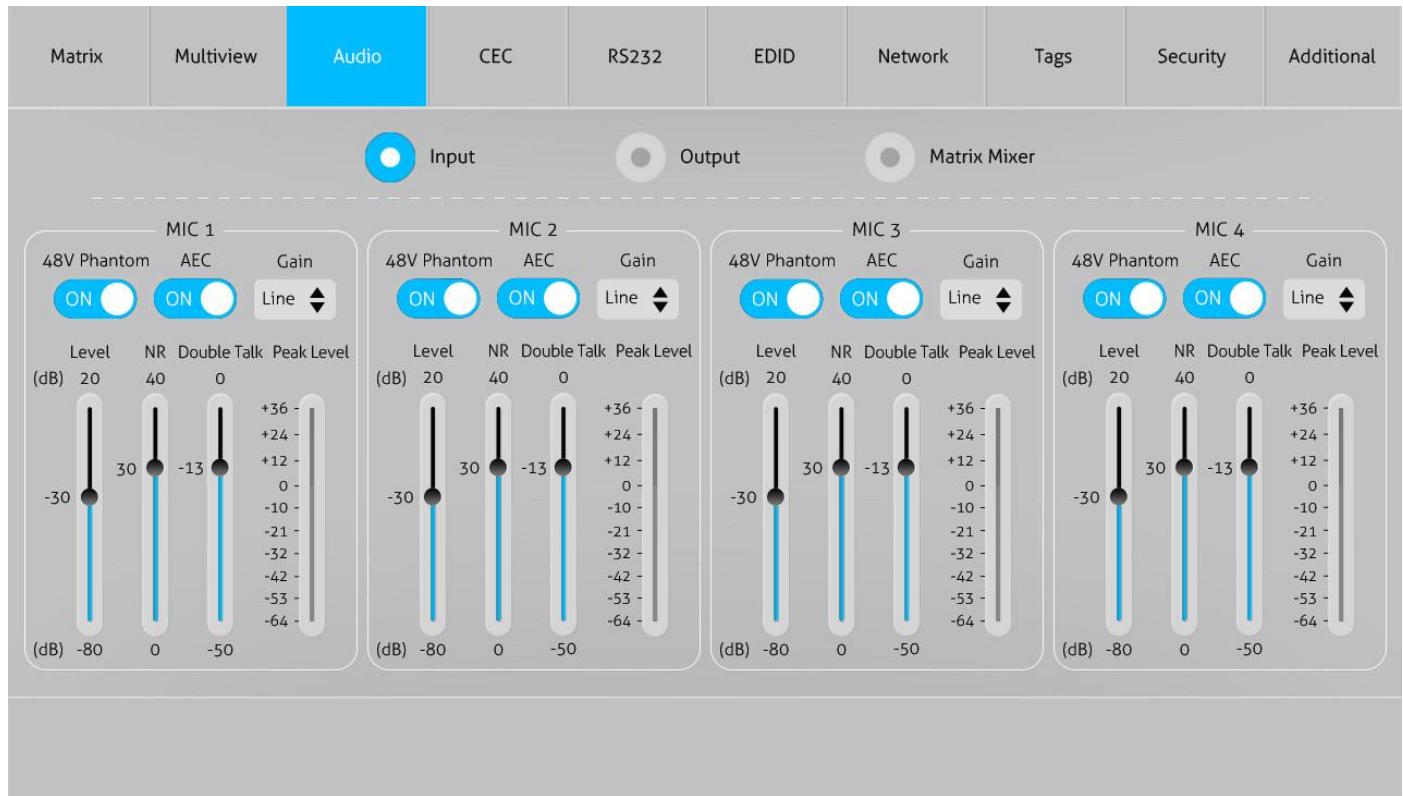 Matrix Multiview Audio CEC RS232 EDID Network Tags Security Additional
Input Output Matrix Mixer
MIC 1 MIC 2 MIC 3 MIC 4
48V Phantom AEC Gain 48V Phantom AEC Gain 48V Phantom AEC Gain 48V Phantom AEC Gain
ON ON Line ON ON Line ON ON Line ON ON Line
Level NR Double Talk Peak Level Level NR Double Talk Peak Level Level NR Double Talk Peak Level Level NR Double Talk Peak Level
(dB) 20 40 0 (dB) 20 40 0 (dB) 20 40 0 (dB) 20 40 0
+36 +36 +36 +36
+24 +24 +24 +24
30 -13 +12 30 -13 +12 30 -13 +12 30 -13 +12
0 0 0 0
-30 -30 -30 -30
-10 -10 -10 -10
-21 -21 -21 -21
-32 -32 -32 -32
-42 -42 -42 -42
-53 -53 -53 -53
-64 -64 -64 -64
(dB) -80 0 -50 (dB) -80 0 -50 (dB) -80 0 -50 (dB) -80 0 -50